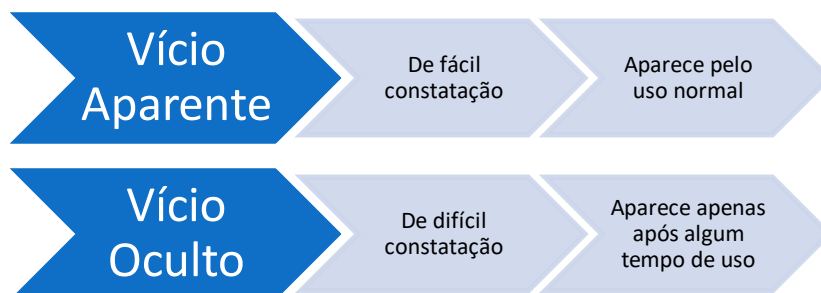 Vício
Aparente
De fácil
constatação
Aparece pelo
uso normal
Vício
Oculto
De difícil
constatação
Aparece apenas
após algum
tempo de uso